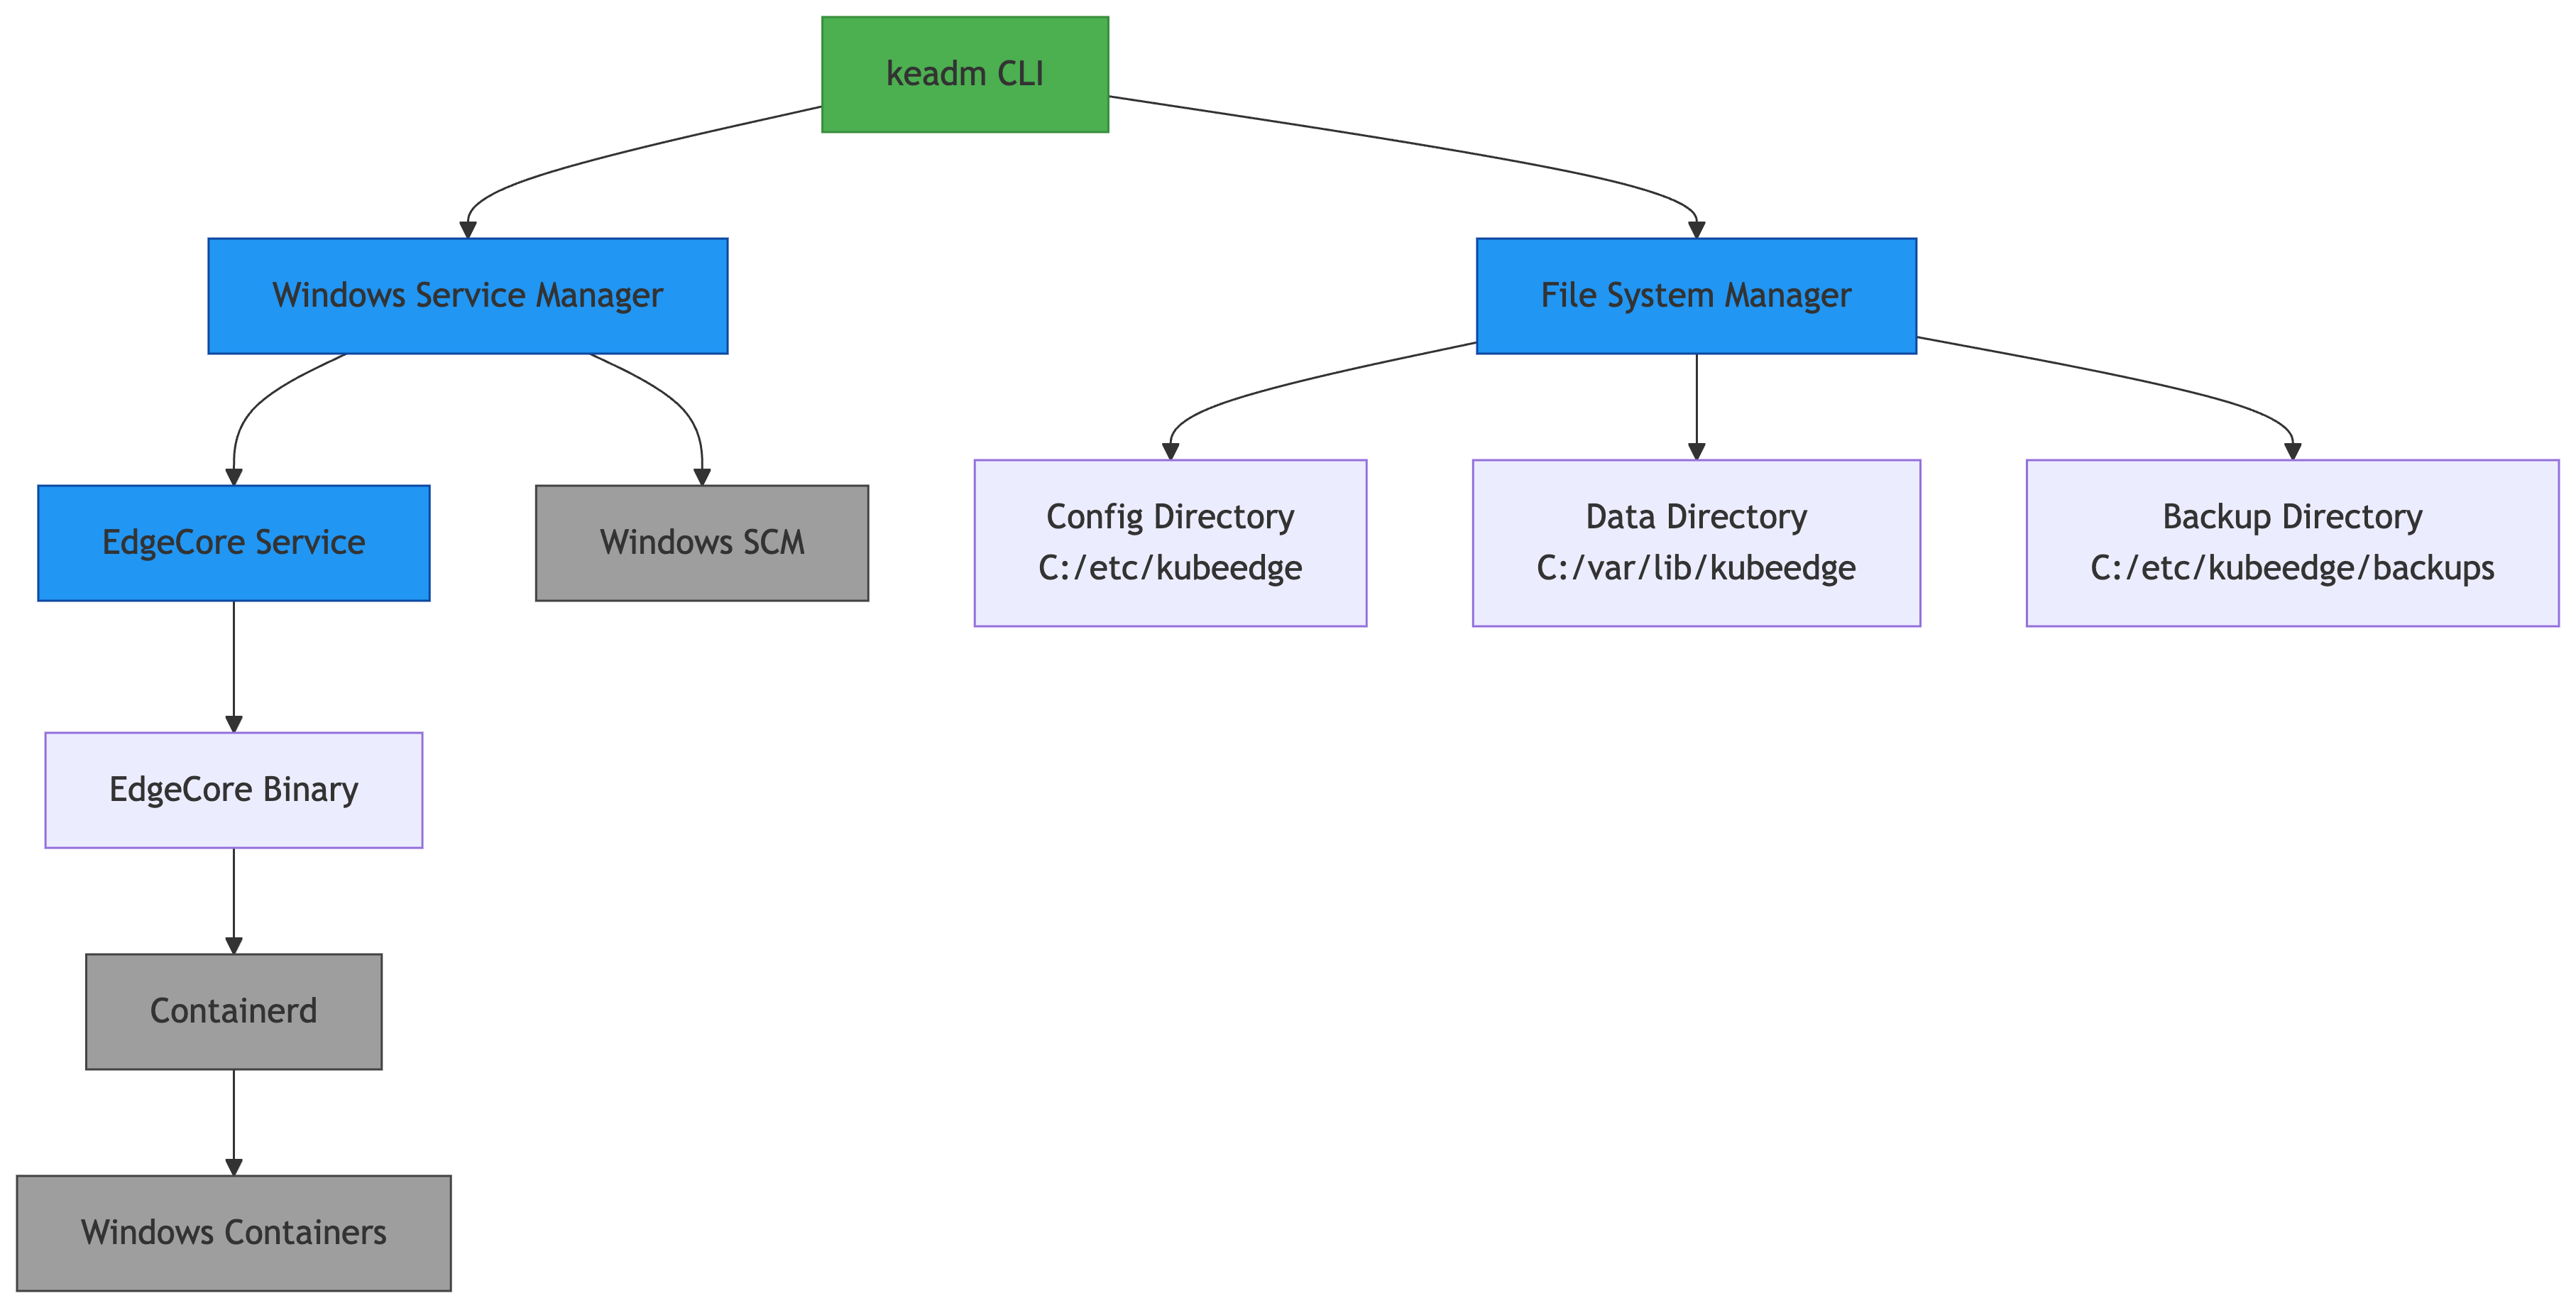 keadm CLI
Windows Service Manager
File System Manager
EdgeCore Service
Windows SCM
Config Directory
C:/etc/kubeedge
Data Directory
C:/var/lib/kubeedge
Backup Directory
C:/etc/kubeedge/backups
EdgeCore Binary
Containerd
Windows Containers